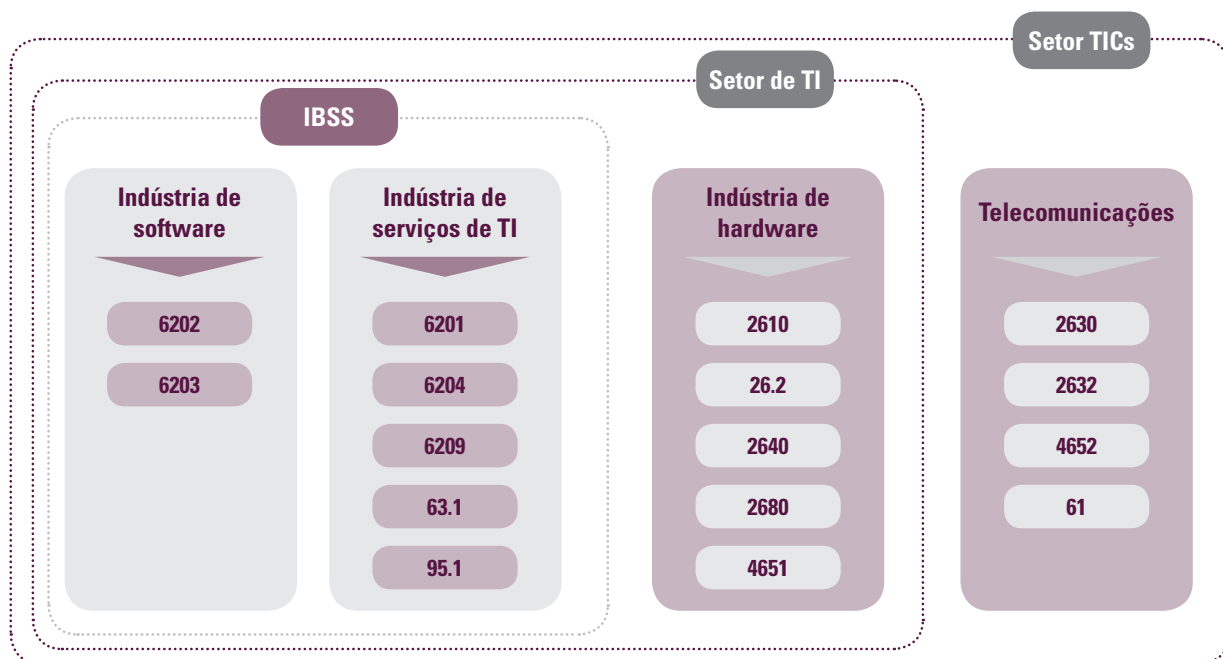 Setor TICs
Setor de TI
IBSS
Indústria de
software
6202
6203
Indústria de
serviços de TI
6201
6204
6209
63.1
95.1
Indústria de
hardware
2610
26.2
2640
2680
4651
Telecomunicações
2630
2632
4652
61